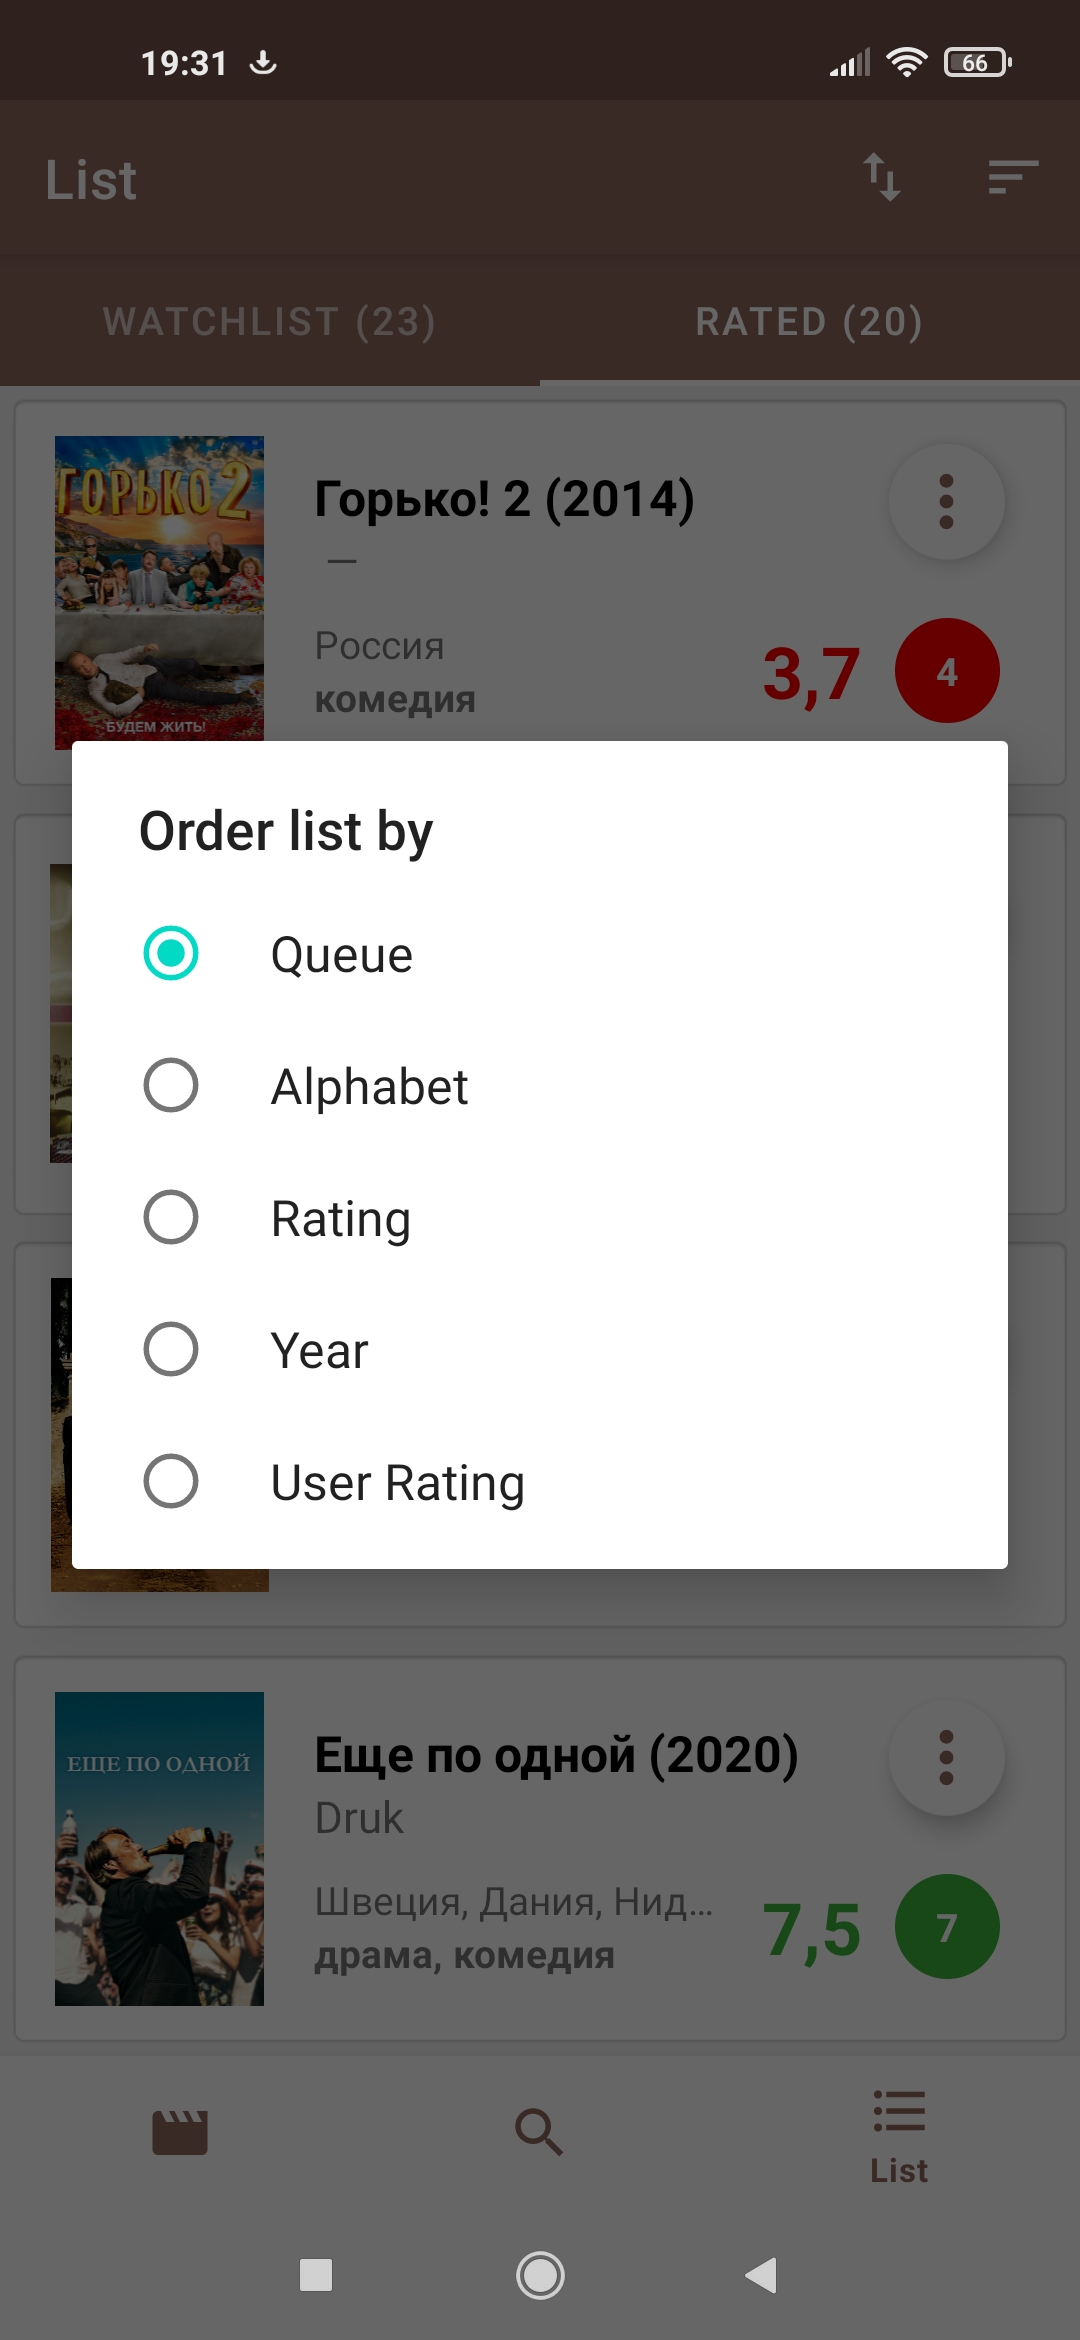 19:31
66
List
WATCHLIST (23)
RATED (20)
ГОРЬКО 2
БУДЕМ ЖИТЬ!
Горько! 2 (2014)
—
Россия
комедия
3,7
4
Order list by
Queue
Alphabet
Rating
Year
User Rating
ЕЩЕ ПО ОДНОЙ
Еще по одной (2020)
Druk
Швеция, Дания, Нид...
драма, комедия
7,5
7
List